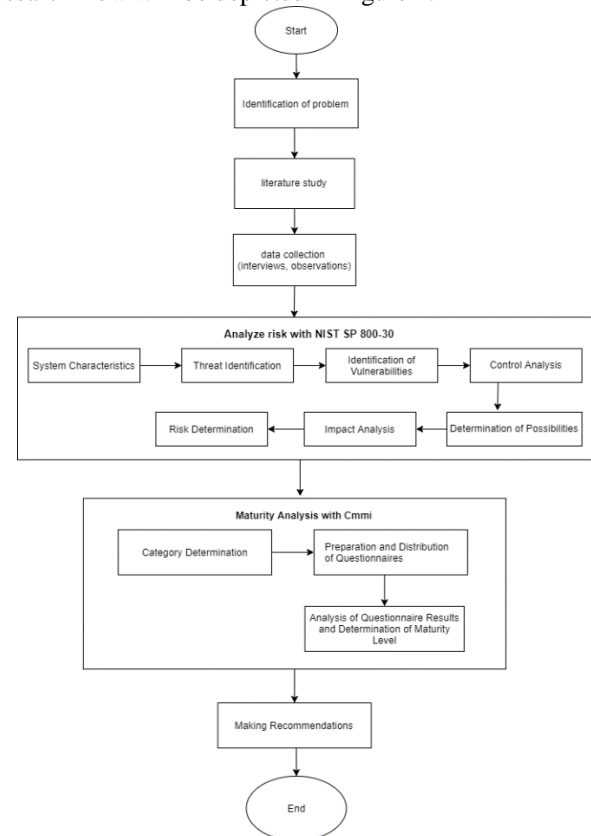 Start
Identification of problem
literature study
data collection
(interviews, observations)
Analyze risk with NIST SP 800-30
System Characteristics
Threat Identification
Identification of
Vulnerabilities
Control Analysis
Determination of Possibilities
Impact Analysis
Risk Determination
Maturity Analysis with Cmmi
Category Determination
Preparation and Distribution
of Questionnaires
Analysis of Questionnaire Results
and Determination of Maturity
Level
Making Recommendations
End